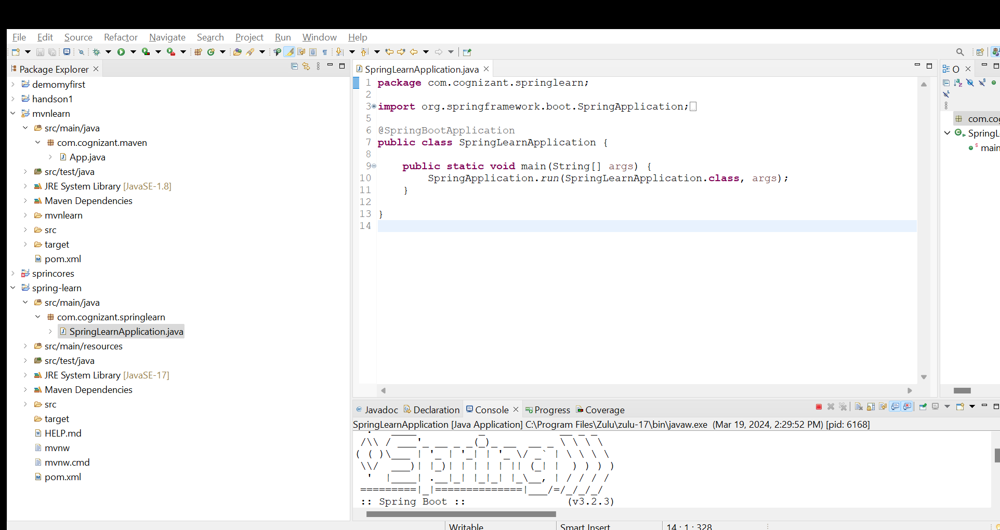 File Edit Source Refactor Navigate Search Project Run Window Help
Package Explorer
demomyfirst
handson1
mvnlearn
src/main/java
com.cognizant.maven
App.java
src/test/java
JRE System Library [JavaSE-1.8]
Maven Dependencies
mvnlearn
src
target
pom.xml
sprincores
spring-learn
src/main/java
com.cognizant.springlearn
SpringLearnApplication.java
src/main/resources
src/test/java
JRE System Library [JavaSE-17]
Maven Dependencies
src
target
HELP.md
mvnw
mvnw.cmd
pom.xml
SpringLearnApplication.java
1 package com.cognizant.springlearn;
2
3 import org.springframework.boot.SpringApplication;
5
6 @SpringBootApplication
7 public class SpringLearnApplication {
8
9     public static void main(String[] args) {
10         SpringApplication.run(SpringLearnApplication.class, args);
11     }
12
13 }
14
O
com.cog
SpringL
main
@ Javadoc Declaration Console Progress Coverage
SpringLearnApplication [Java Application] C:\Program Files\Zulu\zulu-17\bin\javaw.exe (Mar 19, 2024, 2:29:52 PM) [pid: 6168]
 /\\ / ___'_ __ _ _(_)_ __  __ _ \ \ \ \
( ( )\___ | '_ | '_| | '_ \/ _` | \ \ \ \
 \\/  ___)| |_)| | | | | || (_| |  ) ) ) )
  '  |____| .__|_| |_|_| |_\__, | / / / /
 =========|_|==============|___/=/_/_/_/
 :: Spring Boot ::                (v3.2.3)
Writable Smart Insert 14 : 1 : 328